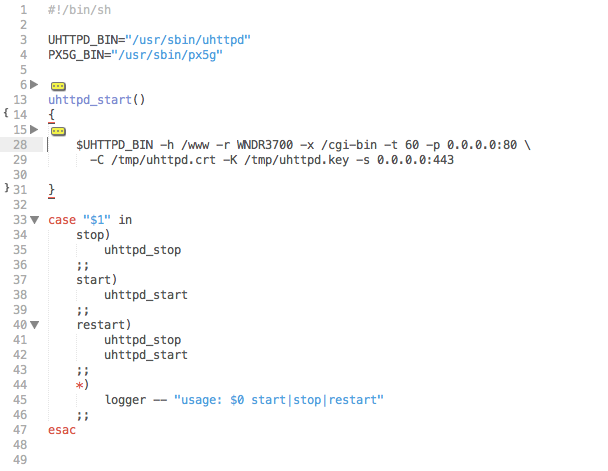 1 #!/bin/sh
2
3 UHTTPD_BIN="/usr/sbin/uhttpd"
4 PX5G_BIN="/usr/sbin/px5g"
5
6
13 uhttpd_start()
{ 14 {
15
28 $UHTTPD_BIN -h /www -r WNDR3700 -x /cgi-bin -t 60 -p 0.0.0.0:80 \
29 -C /tmp/uhttpd.crt -K /tmp/uhttpd.key -s 0.0.0.0:443
30
} 31 }
32
33 case "$1" in
34 stop)
35 uhttpd_stop
36 ;;
37 start)
38 uhttpd_start
39 ;;
40 restart)
41 uhttpd_stop
42 uhttpd_start
43 ;;
44 *)
45 logger -- "usage: $0 start|stop|restart"
46 ;;
47 esac
48
49